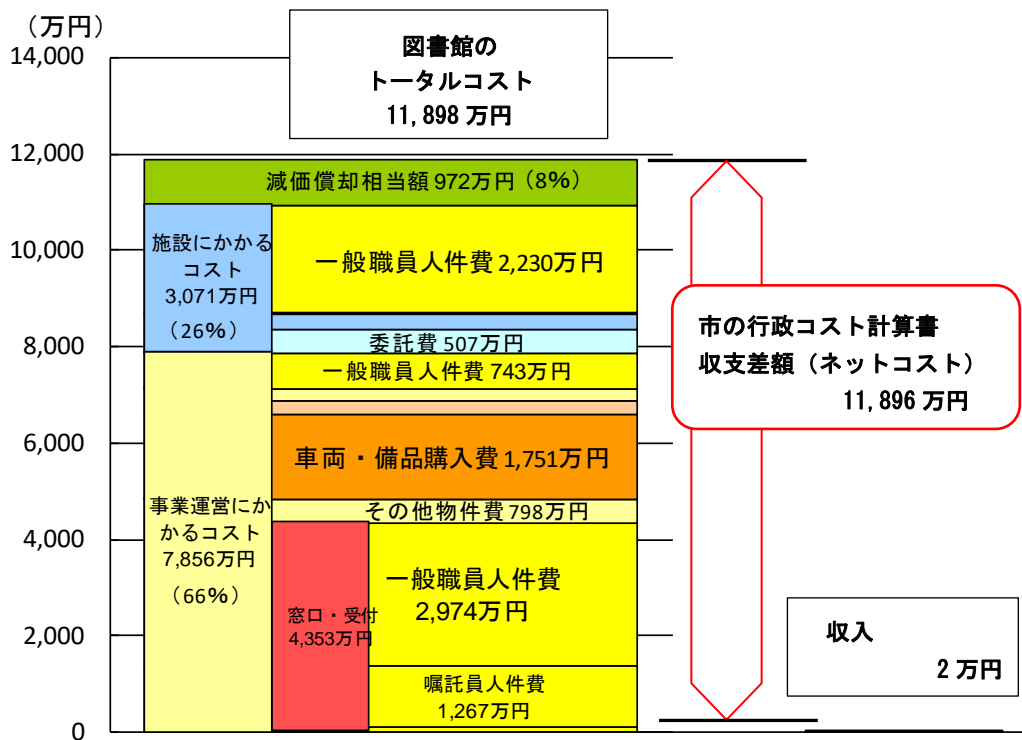 （万円）
14,000
12,000
10,000
8,000
6,000
4,000
2,000
0
図書館の
トータルコスト
11,898 万円
減価償却相当額 972万円（8%）
施設にかかる
コスト
3,071万円
（26%）
一般職員人件費 2,230万円
委託費 507万円
一般職員人件費 743万円
車両・備品購入費 1,751万円
その他物件費 798万円
事業運営にか
かるコスト
7,856万円
（66%）
窓口・受付
4,353万円
一般職員人件費
2,974万円
嘱託員人件費
1,267万円
市の行政コスト計算書
収支差額（ネットコスト）
11,896 万円
収入
2 万円